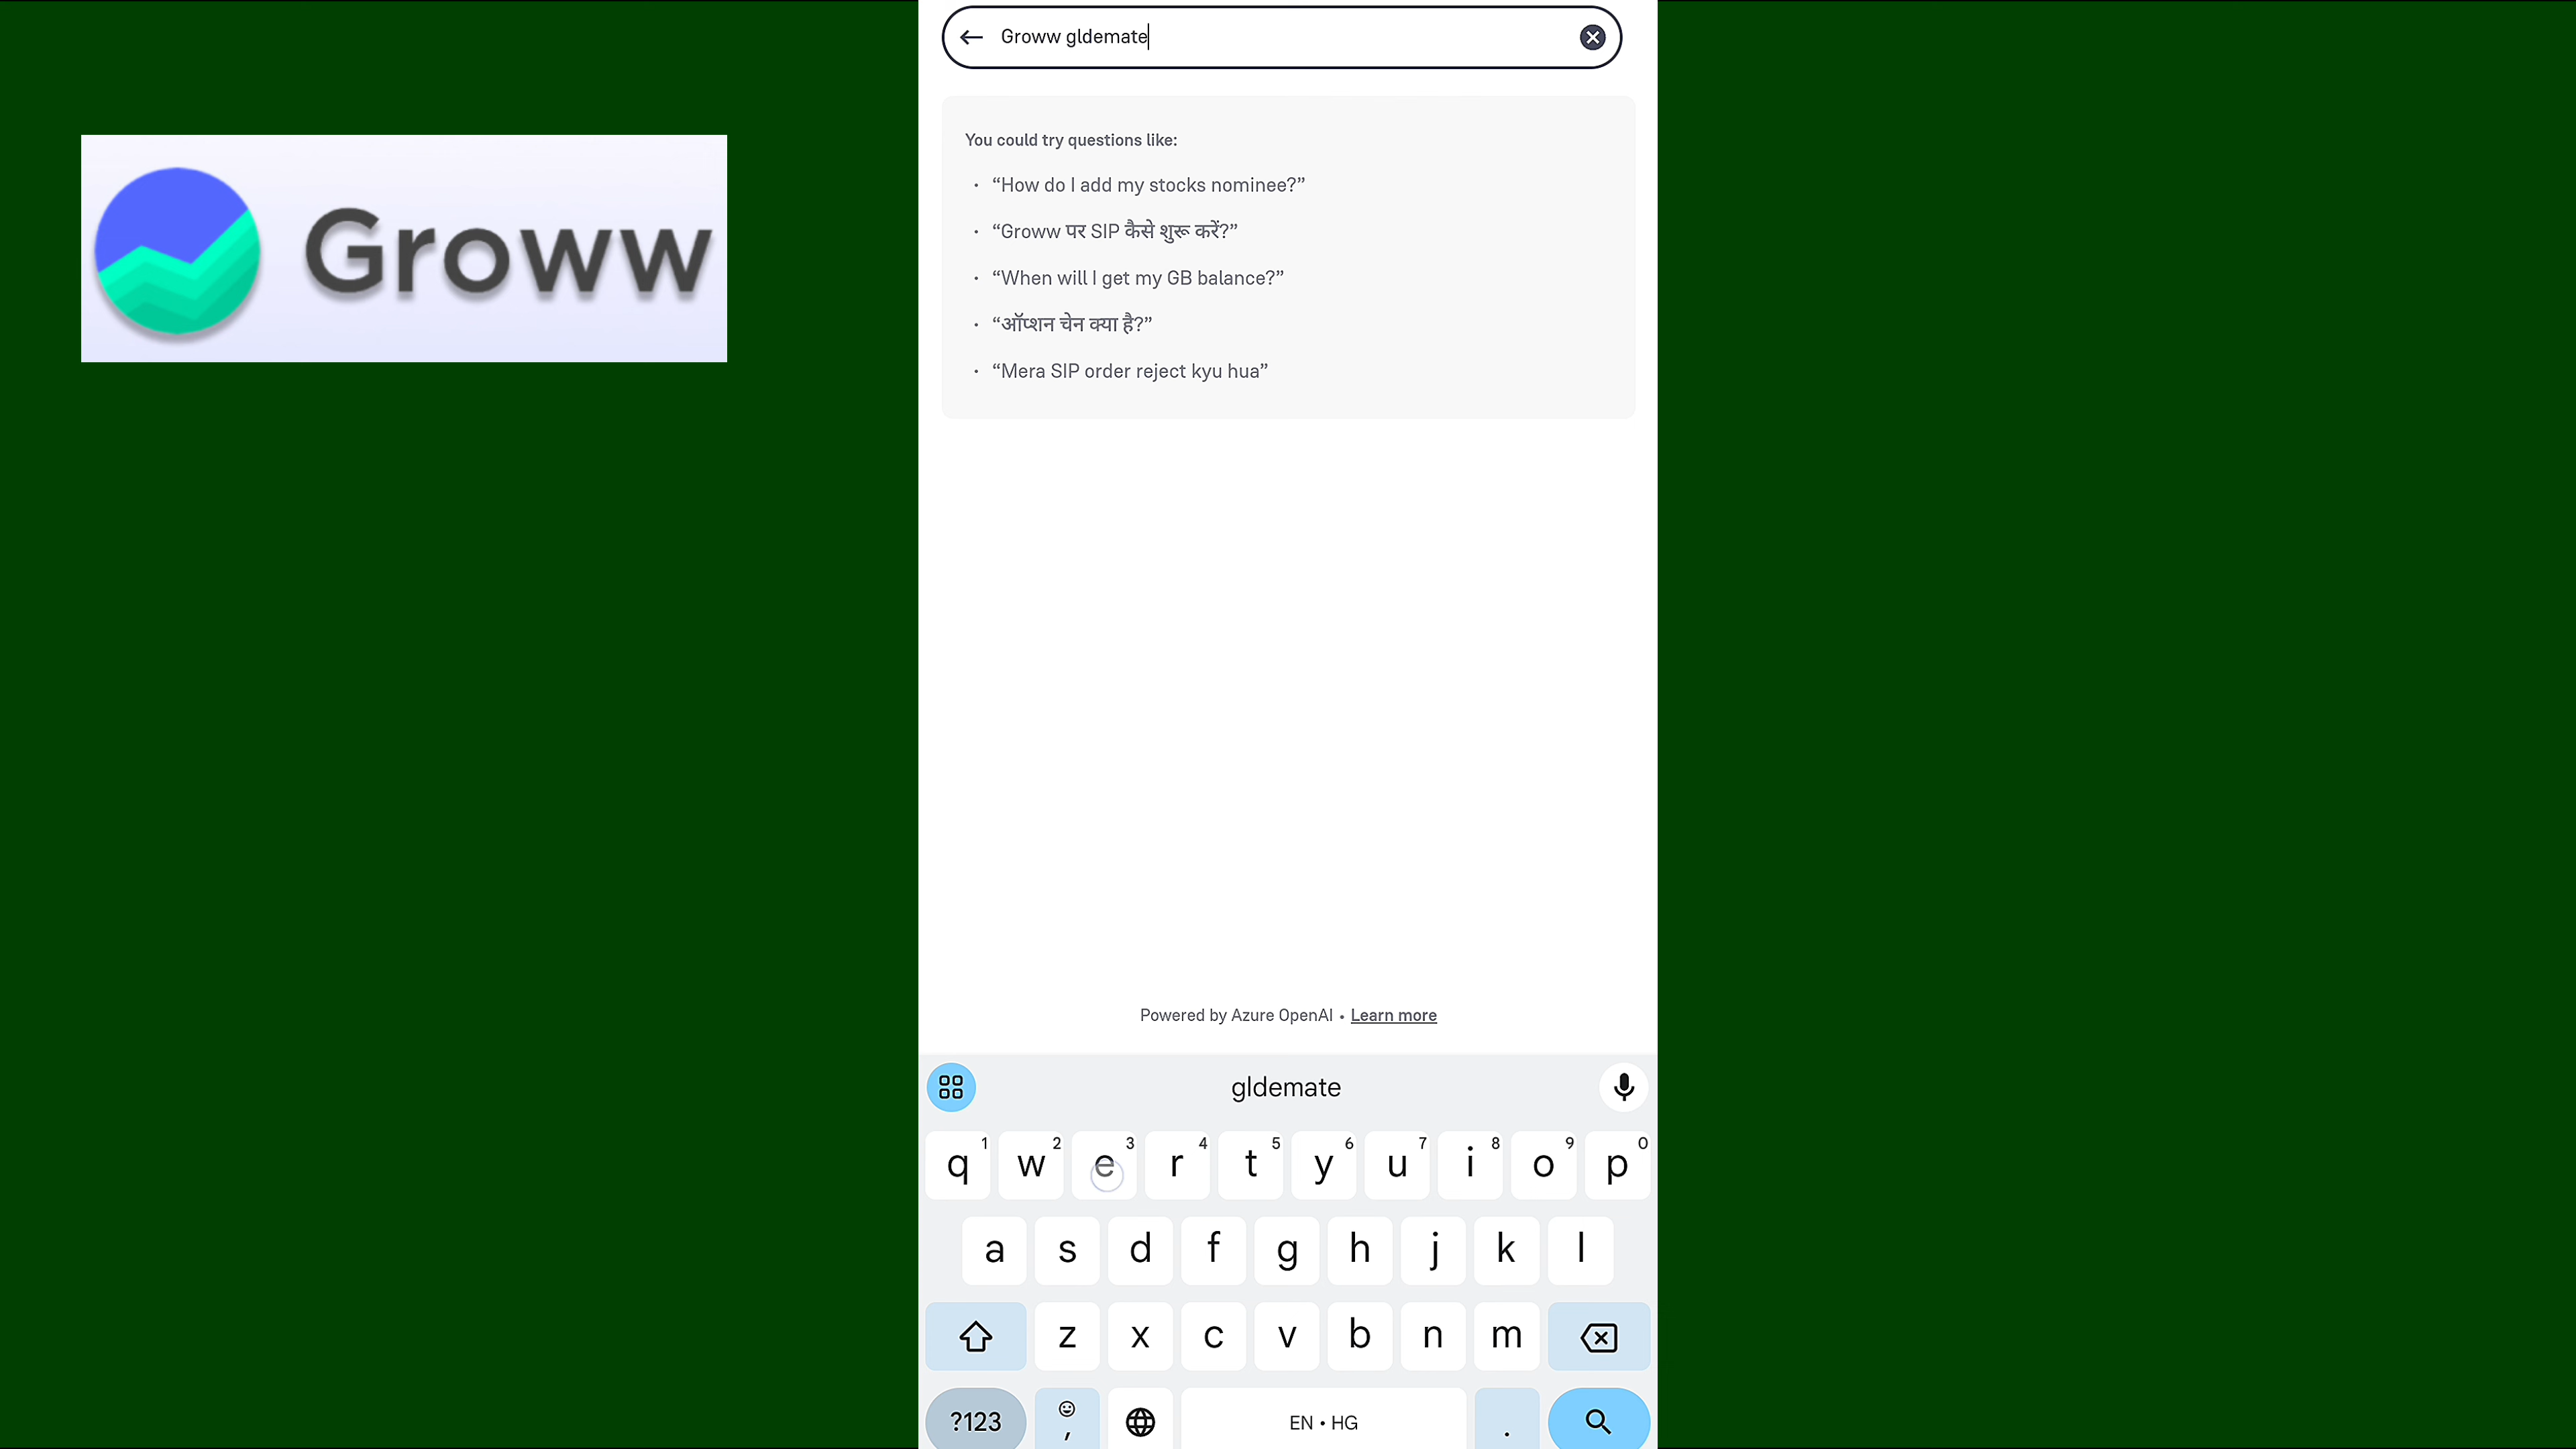 Groww gldemate
Groww
You could try questions like:
• “How do I add my stocks nominee?”
• “Groww पर SIP कैसे शुरू करें?”
• “When will I get my GB balance?”
• “ऑप्शन चेन क्या है?”
• “Mera SIP order reject kyu hua”
Powered by Azure OpenAI • Learn more
gldemate
q 1 w 2 e 3 r 4 t 5 y 6 u 7 i 8 o 9 p 0
a s d f g h j k l
z x c v b n m
?123 , EN • HG .